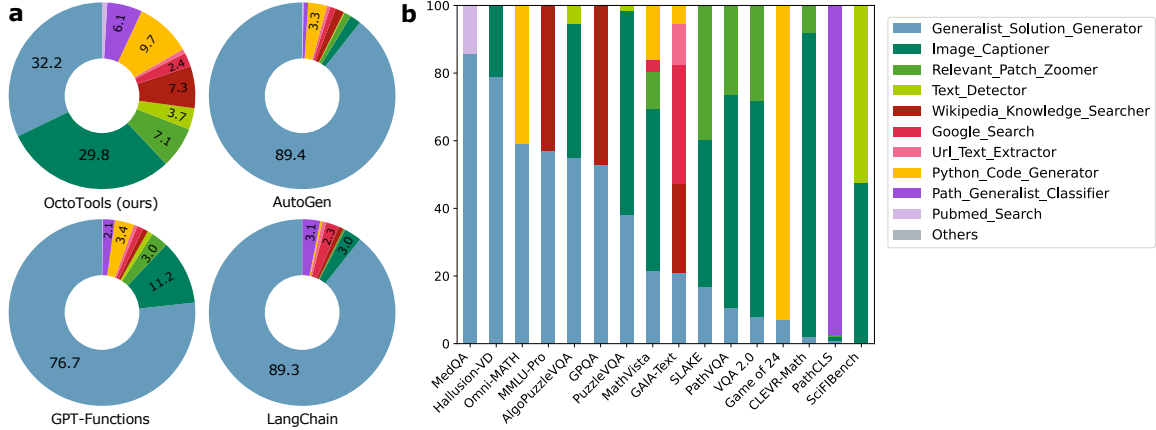 a
32.2
6.1
9.7
2.4
7.3
3.7
7.1
29.8
OctoTools (ours)
3.3
89.4
AutoGen
2.1
3.4
3.0
11.2
76.7
GPT-Functions
3.1
2.3
3.0
89.3
LangChain
b
100
80
60
40
20
0
MedQA
Hallusion-VD
Omni-MATH
MMLU-Pro
AlgoPuzzleVQA
GPQA
PuzzleVQA
MathVista
GAIA-Text
SLAKE
PathVQA
VQA 2.0
Game of 24
CLEVR-Math
PathCLS
SciFIBench
Generalist_Solution_Generator
Image_Captioner
Relevant_Patch_Zoomer
Text_Detector
Wikipedia_Knowledge_Searcher
Google_Search
Url_Text_Extractor
Python_Code_Generator
Path_Generalist_Classifier
Pubmed_Search
Others